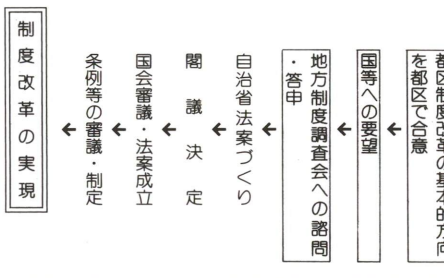 都区制度改革の基本的方向
を都区で合意
↓
国等への要望
↓
地方制度調査会への諮問
・答申
↓
自治省法案づくり
↓
閣議決定
↓
国会審議・法案成立
↓
条例等の審議・制定
↓
制度改革の実現